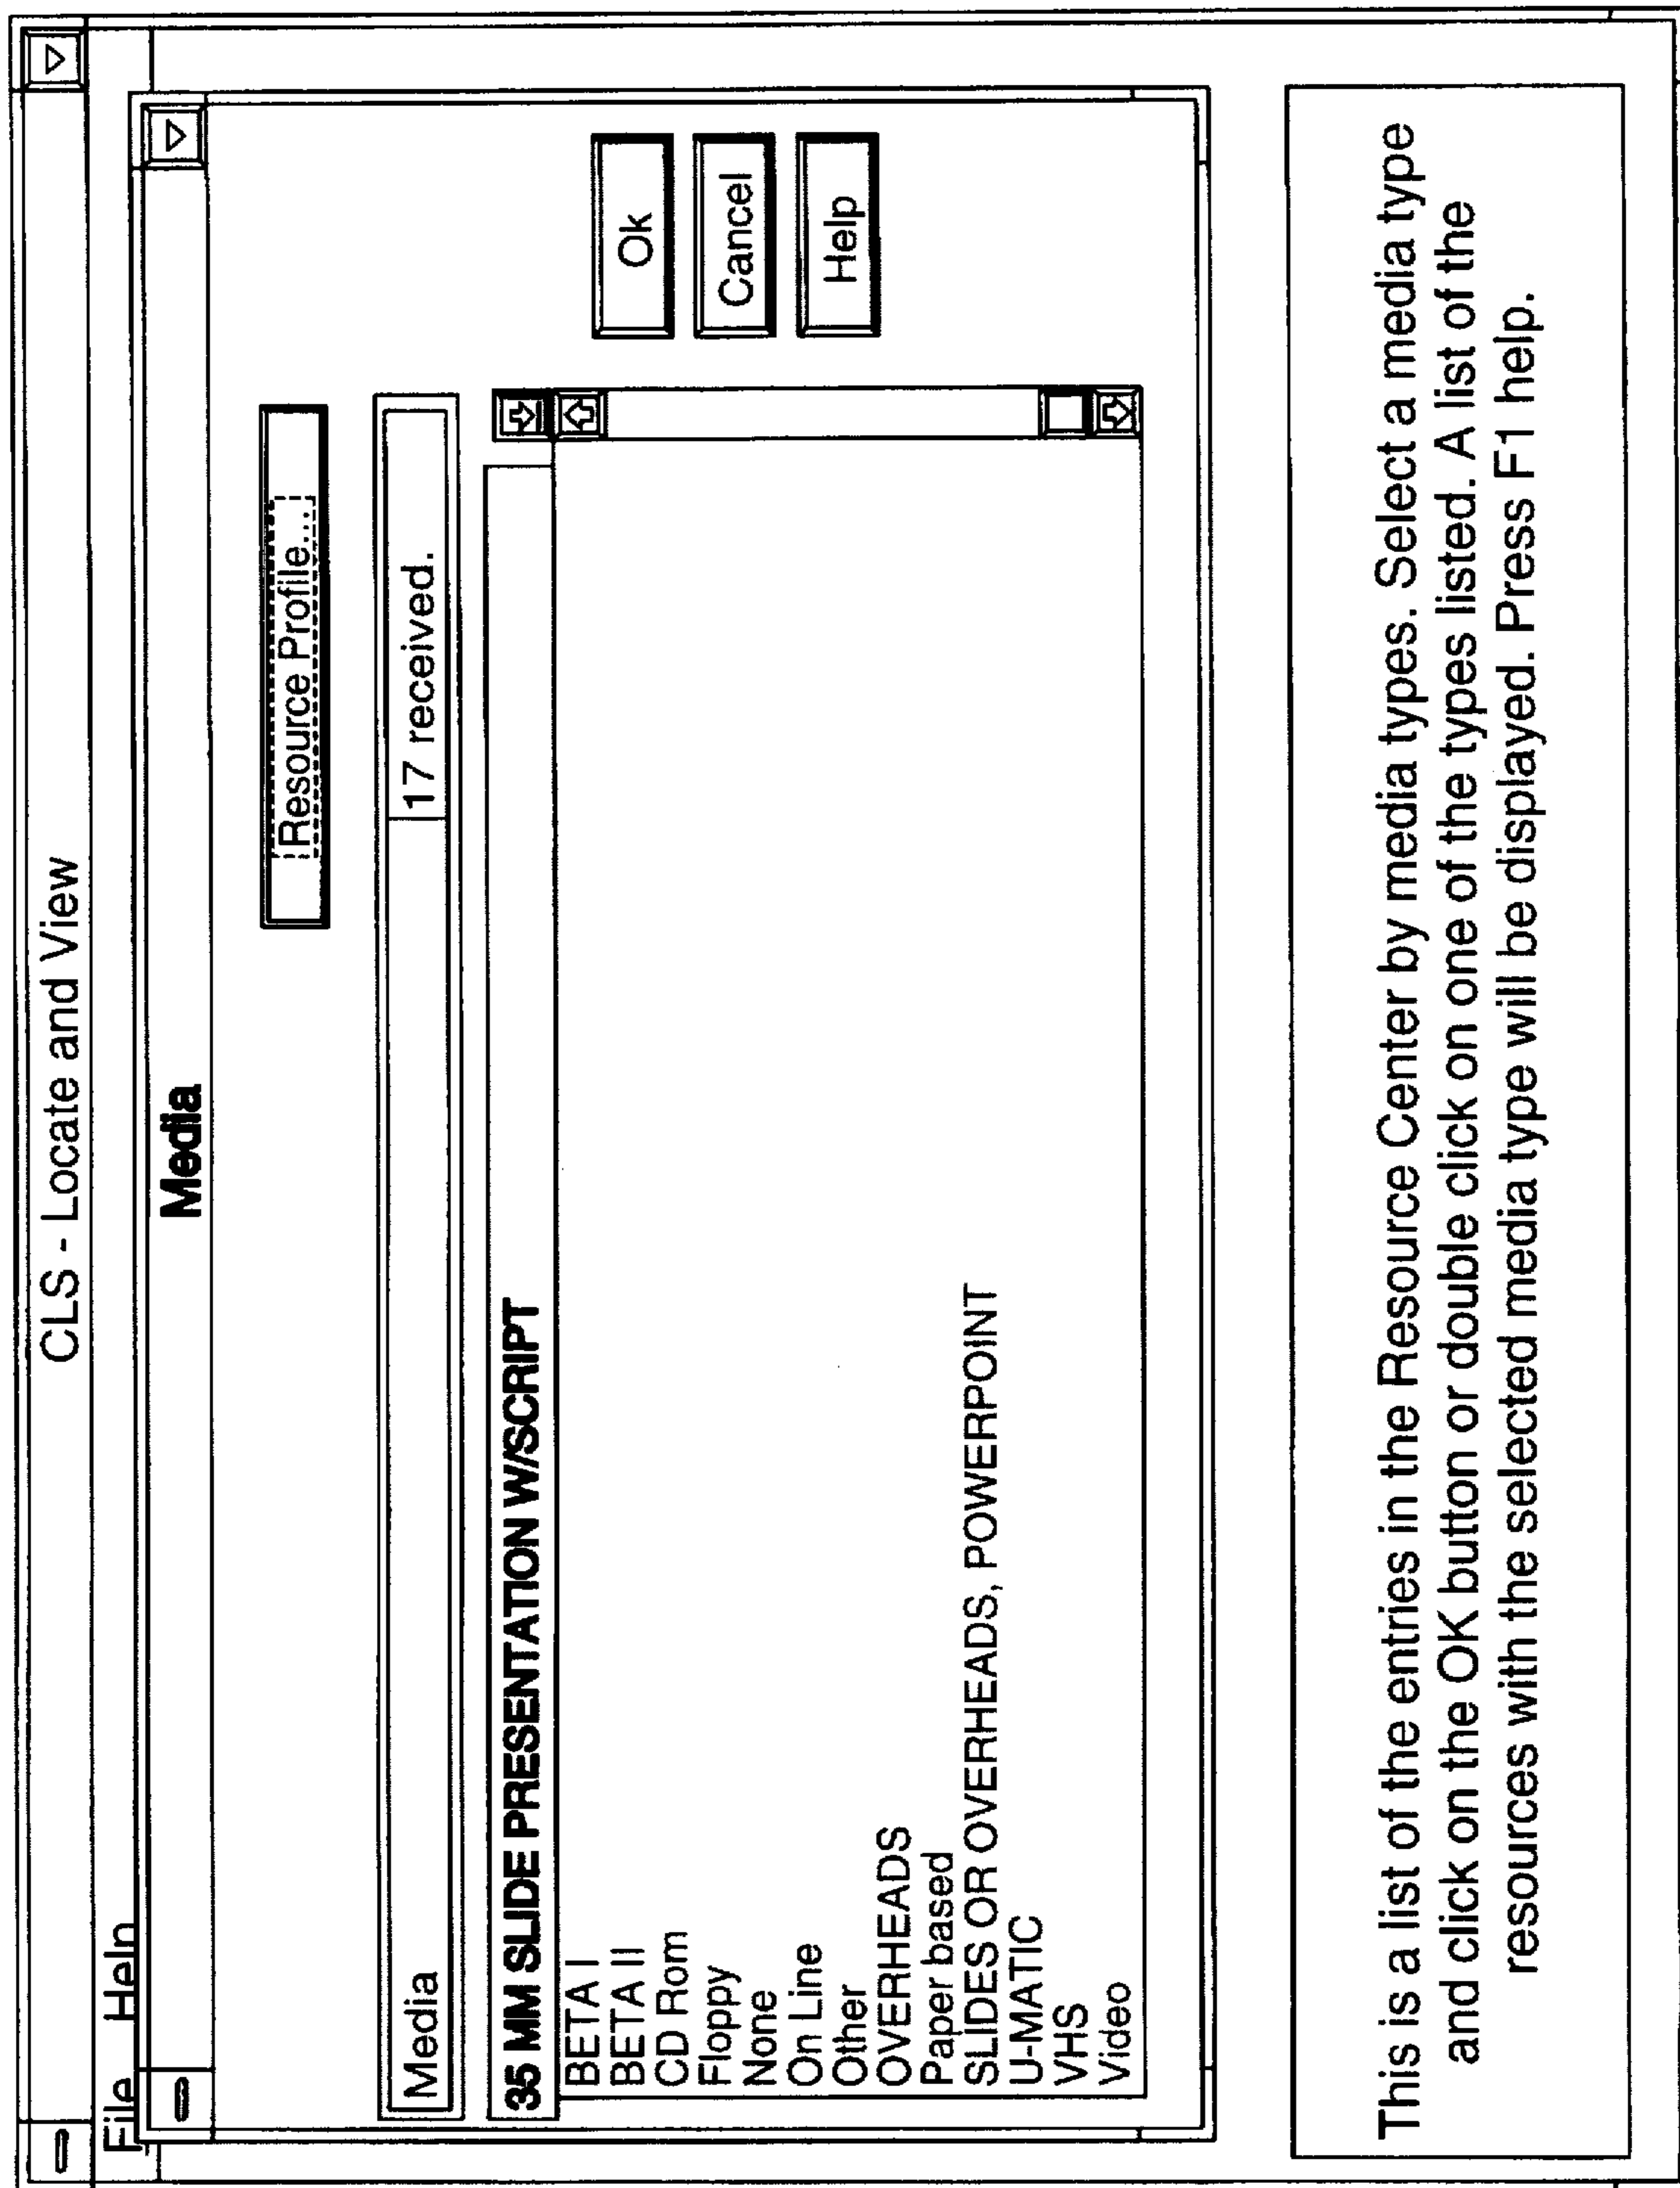 CLS - Locate and View
File Help
Media
Resource Profile...
Media 17 received.
35 MM SLIDE PRESENTATION W/SCRIPT
BETA I
BETA II
CD Rom
Floppy
None
On Line
Other
OVERHEADS
Paper based
SLIDES OR OVERHEADS, POWERPOINT
U-MATIC
VHS
Video
Ok
Cancel
Help
This is a list of the entries in the Resource Center by media types. Select a media type
and click on the OK button or double click on one of the types listed. A list of the
resources with the selected media type will be displayed. Press F1 help.